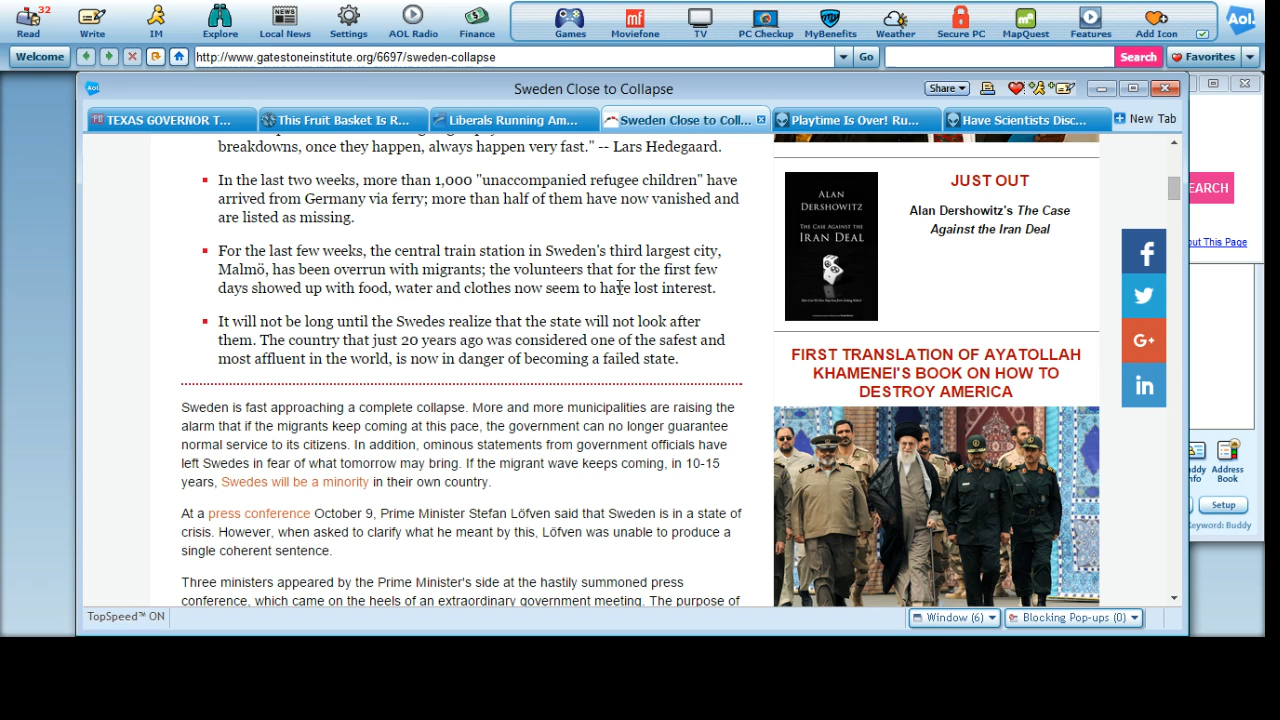 32
Read
Write
IM
Explore
NEWS
Local News
Settings
AOL Radio
Finance
Games
mf
Moviefone
TV
PC Checkup
my
MyBenefits
Weather
Secure PC
mq
MapQuest
Features
Add Icon
Aol.
Welcome
http://www.gatestoneinstitute.org/6697/sweden-collapse
Go
Search
Favorites
Aol.
Sweden Close to Collapse
Share
TEXAS GOVERNOR T...
This Fruit Basket Is R...
Liberals Running Am...
Sweden Close to Coll...
Playtime Is Over! Ru...
Have Scientists Disc...
New Tab
breakdowns, once they happen, always happen very fast." -- Lars Hedegaard.
In the last two weeks, more than 1,000 "unaccompanied refugee children" have
arrived from Germany via ferry; more than half of them have now vanished and
are listed as missing.
For the last few weeks, the central train station in Sweden's third largest city,
Malmö, has been overrun with migrants; the volunteers that for the first few
days showed up with food, water and clothes now seem to have lost interest.
It will not be long until the Swedes realize that the state will not look after
them. The country that just 20 years ago was considered one of the safest and
most affluent in the world, is now in danger of becoming a failed state.
Sweden is fast approaching a complete collapse. More and more municipalities are raising the
alarm that if the migrants keep coming at this pace, the government can no longer guarantee
normal service to its citizens. In addition, ominous statements from government officials have
left Swedes in fear of what tomorrow may bring. If the migrant wave keeps coming, in 10-15
years, Swedes will be a minority in their own country.
At a press conference October 9, Prime Minister Stefan Löfven said that Sweden is in a state of
crisis. However, when asked to clarify what he meant by this, Löfven was unable to produce a
single coherent sentence.
Three ministers appeared by the Prime Minister's side at the hastily summoned press
conference, which came on the heels of an extraordinary government meeting. The purpose of
ALAN
DERSHOWITZ
THE CASE AGAINST THE
IRAN DEAL
JUST OUT
Alan Dershowitz's The Case
Against the Iran Deal
FIRST TRANSLATION OF AYATOLLAH
KHAMENEI'S BOOK ON HOW TO
DESTROY AMERICA
f
G+
in
EARCH
out This Page
ddy
nfo
Address
Book
Setup
eyword: Buddy
TopSpeed™ ON
Window (6)
Blocking Pop-ups (0)